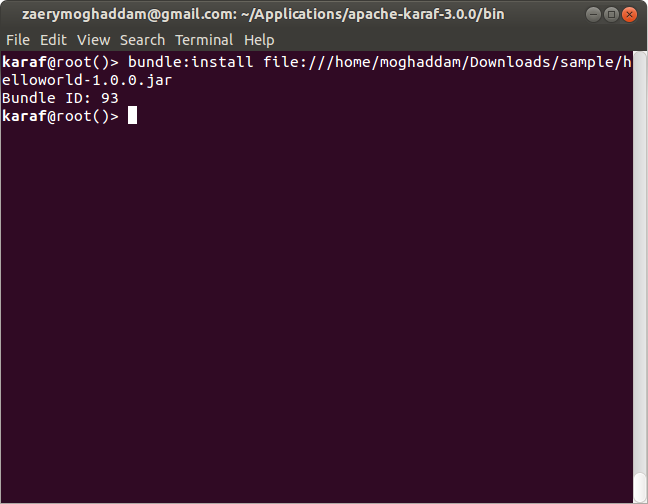 zaerymoghaddam@gmail.com: ~/Applications/apache-karaf-3.0.0/bin
File Edit View Search Terminal Help
karaf@root()> bundle:install file:///home/moghaddam/Downloads/sample/h
elloworld-1.0.0.jar
Bundle ID: 93
karaf@root()>